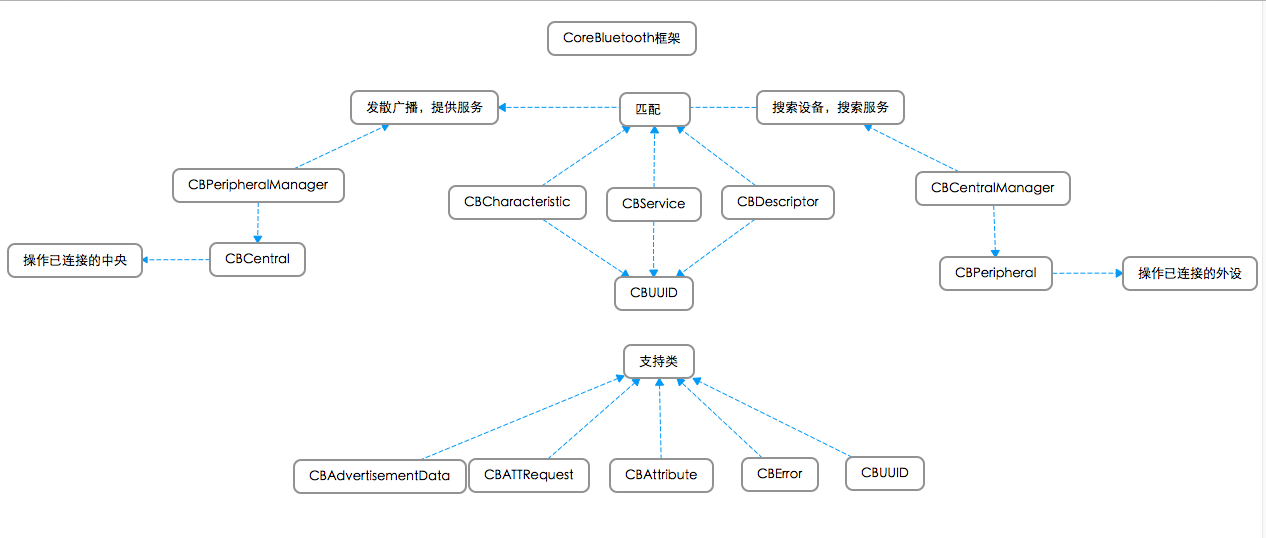 CoreBluetooth框架
发散广播，提供服务
匹配
搜索设备，搜索服务
CBPeripheralManager
CBCharacteristic
CBService
CBDescriptor
CBCentralManager
操作已连接的中央
CBCentral
CBPeripheral
操作已连接的外设
CBUUID
支持类
CBAdvertisementData
CBATTRequest
CBAttribute
CBError
CBUUID